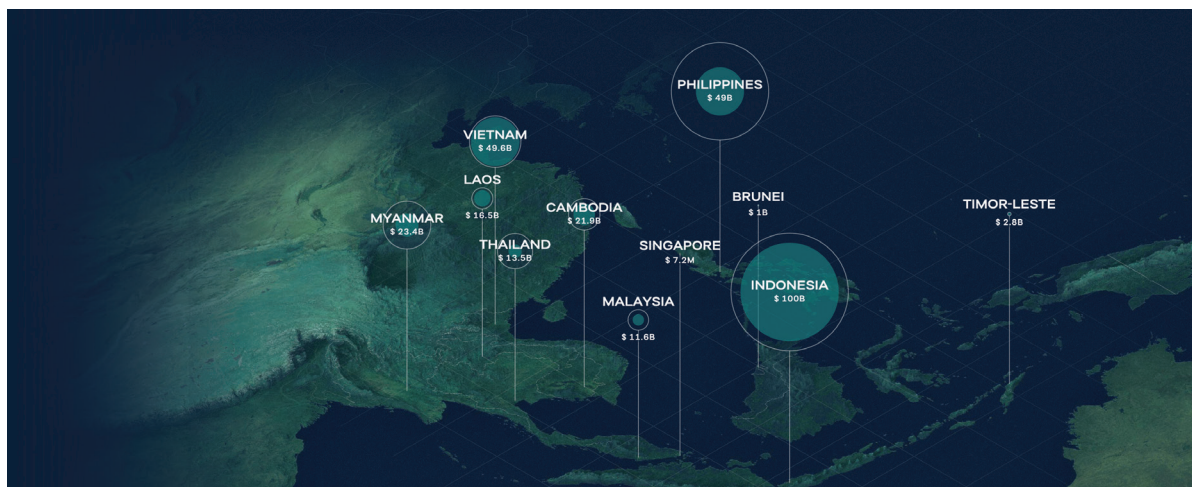 PHILIPPINES
$ 49B
VIETNAM
$ 49.6B
LAOS
$ 16.5B
MYANMAR
$ 23.4B
CAMBODIA
$ 21.9B
THAILAND
$ 13.5B
BRUNEI
$ 1B
TIMOR-LESTE
$ 2.8B
SINGAPORE
$ 7.2M
INDONESIA
$ 100B
MALAYSIA
$ 11.6B